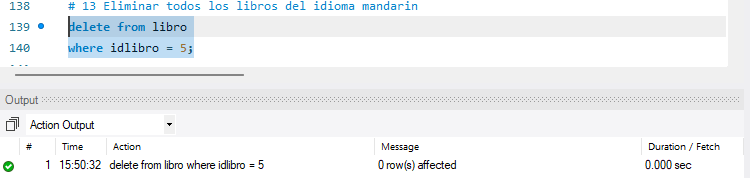 138 # 13 Eliminar todos los libros del idioma mandarin
139 delete from libro
140 where idlibro = 5;
Output
Action Output
# Time Action Message Duration / Fetch
1 15:50:32 delete from libro where idlibro = 5 0 row(s) affected 0.000 sec